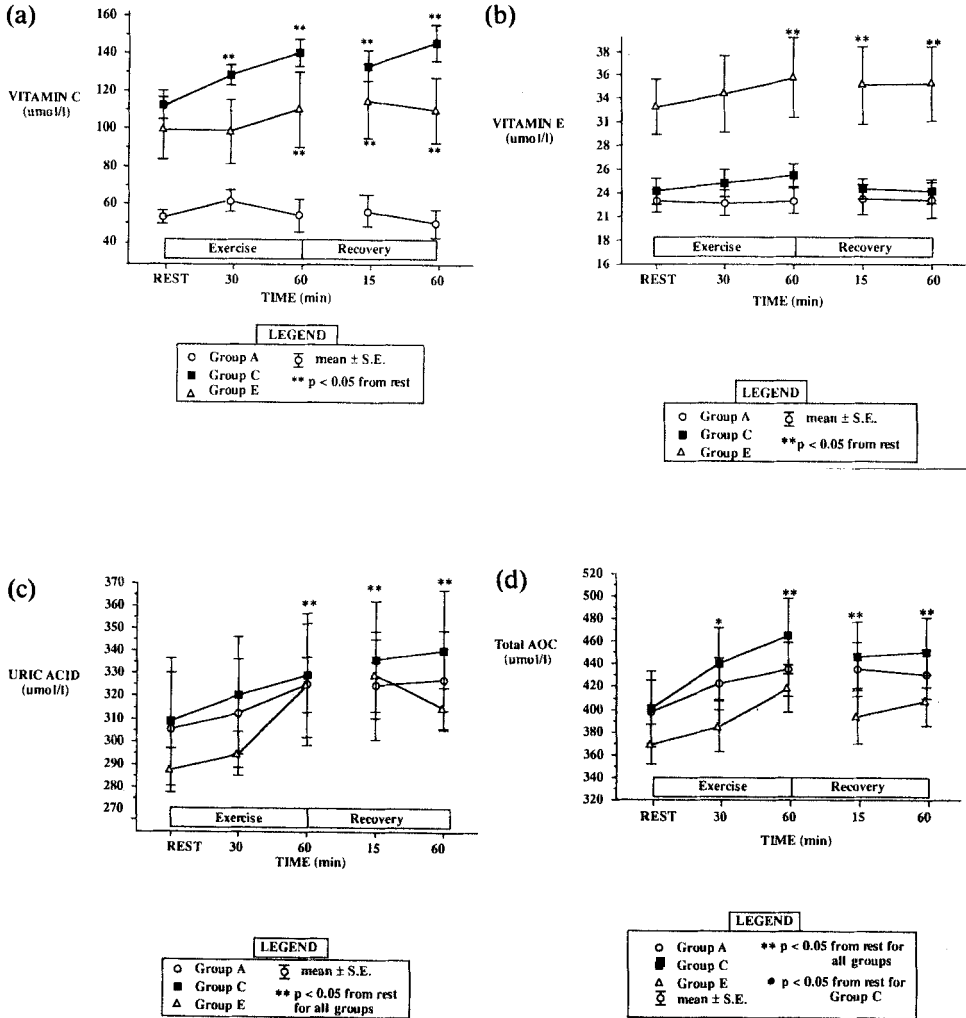 (a)
160
140
120
100
80
60
40
VITAMIN C
(umol/l)
**
**
**
**
**
**
**
Exercise
Recovery
REST
30
60
15
60
TIME (min)
LEGEND
Group A
Group C
Group E
mean ± S.E.
** p < 0.05 from rest
(b)
38
36
33
31
28
26
24
21
18
16
VITAMIN E
(umol/l)
**
**
**
Exercise
Recovery
REST
30
60
15
60
TIME (min)
LEGEND
Group A
Group C
Group E
mean ± S.E.
**p < 0.05 from rest
(c)
370
360
350
340
330
320
310
300
290
280
270
URIC ACID
(umol/l)
**
**
**
Exercise
Recovery
REST
30
60
15
60
TIME (min)
LEGEND
Group A
Group C
Group E
mean ± S.E.
** p < 0.05 from rest
for all groups
(d)
520
500
480
460
440
420
400
380
360
340
320
Total AOC
(umol/l)
*
**
**
**
Exercise
Recovery
REST
30
60
15
60
TIME (min)
LEGEND
Group A
Group C
Group E
mean ± S.E.
** p < 0.05 from rest for
all groups
p < 0.05 from rest for
Group C